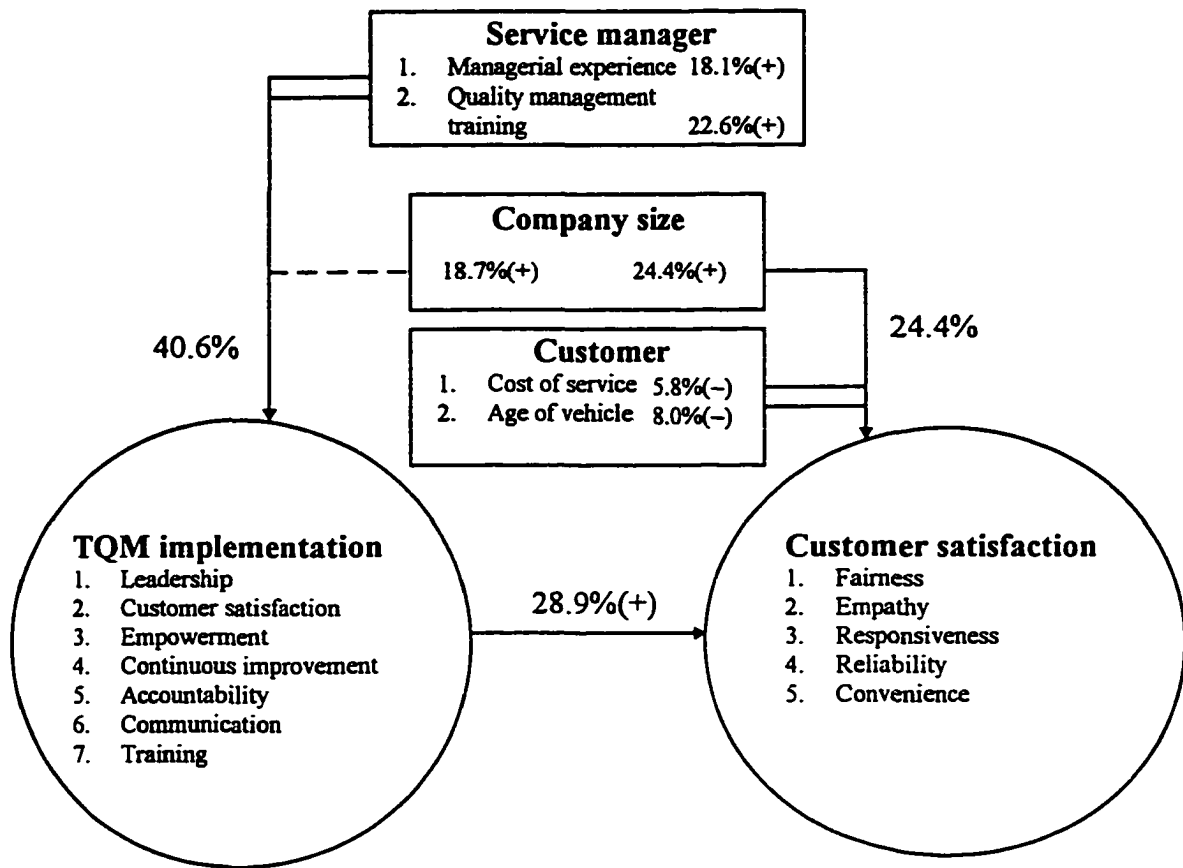 Service manager
1. Managerial experience 18.1%(+)
2. Quality management
training 22.6%(+)
Company size
18.7%(+) 24.4%(+)
40.6%
24.4%
Customer
1. Cost of service 5.8%(–)
2. Age of vehicle 8.0%(–)
TQM implementation
1. Leadership
2. Customer satisfaction
3. Empowerment
4. Continuous improvement
5. Accountability
6. Communication
7. Training
28.9%(+)
Customer satisfaction
1. Fairness
2. Empathy
3. Responsiveness
4. Reliability
5. Convenience